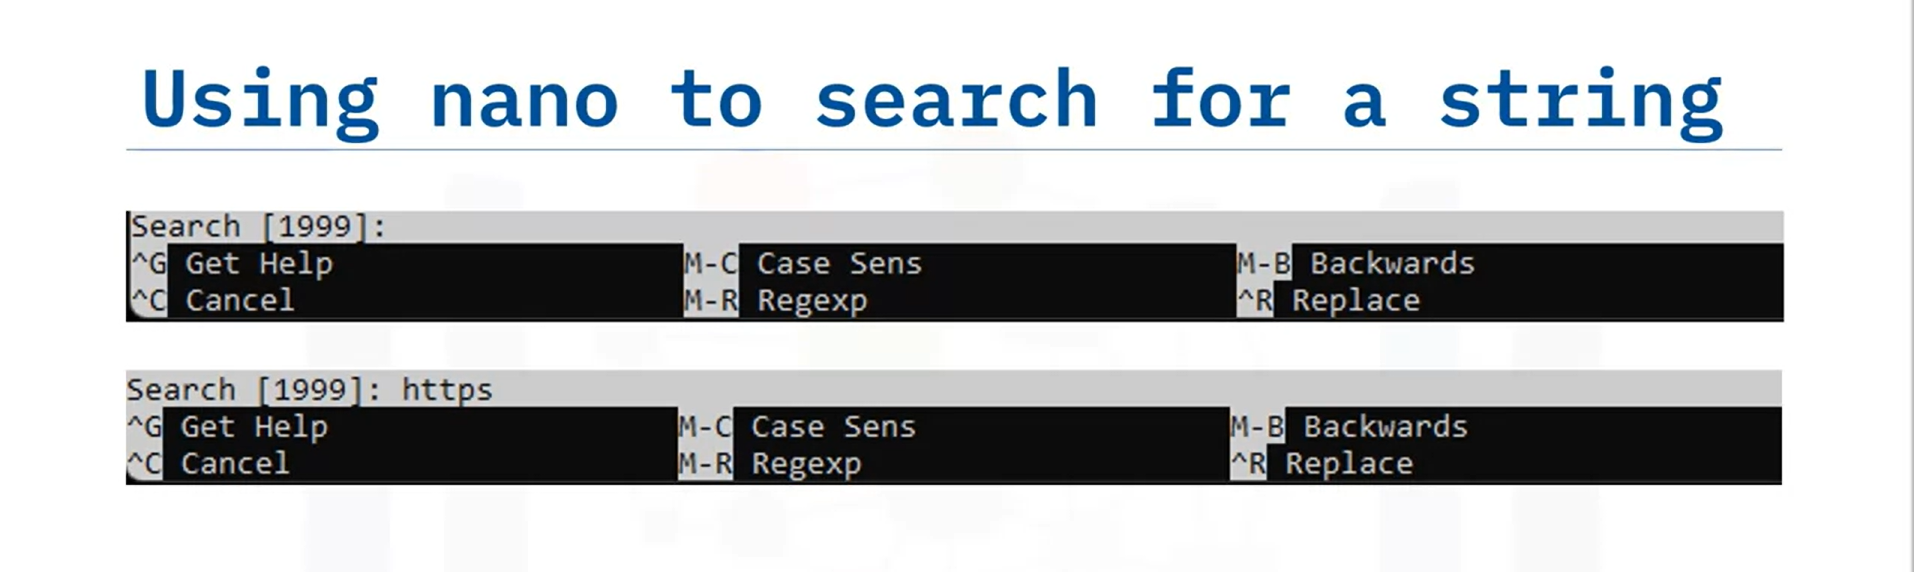 Using nano to search for a string
Search [1999]:
^G Get Help M-C Case Sens M-B Backwards
^C Cancel M-R Regexp ^R Replace
Search [1999]: https
^G Get Help M-C Case Sens M-B Backwards
^C Cancel M-R Regexp ^R Replace